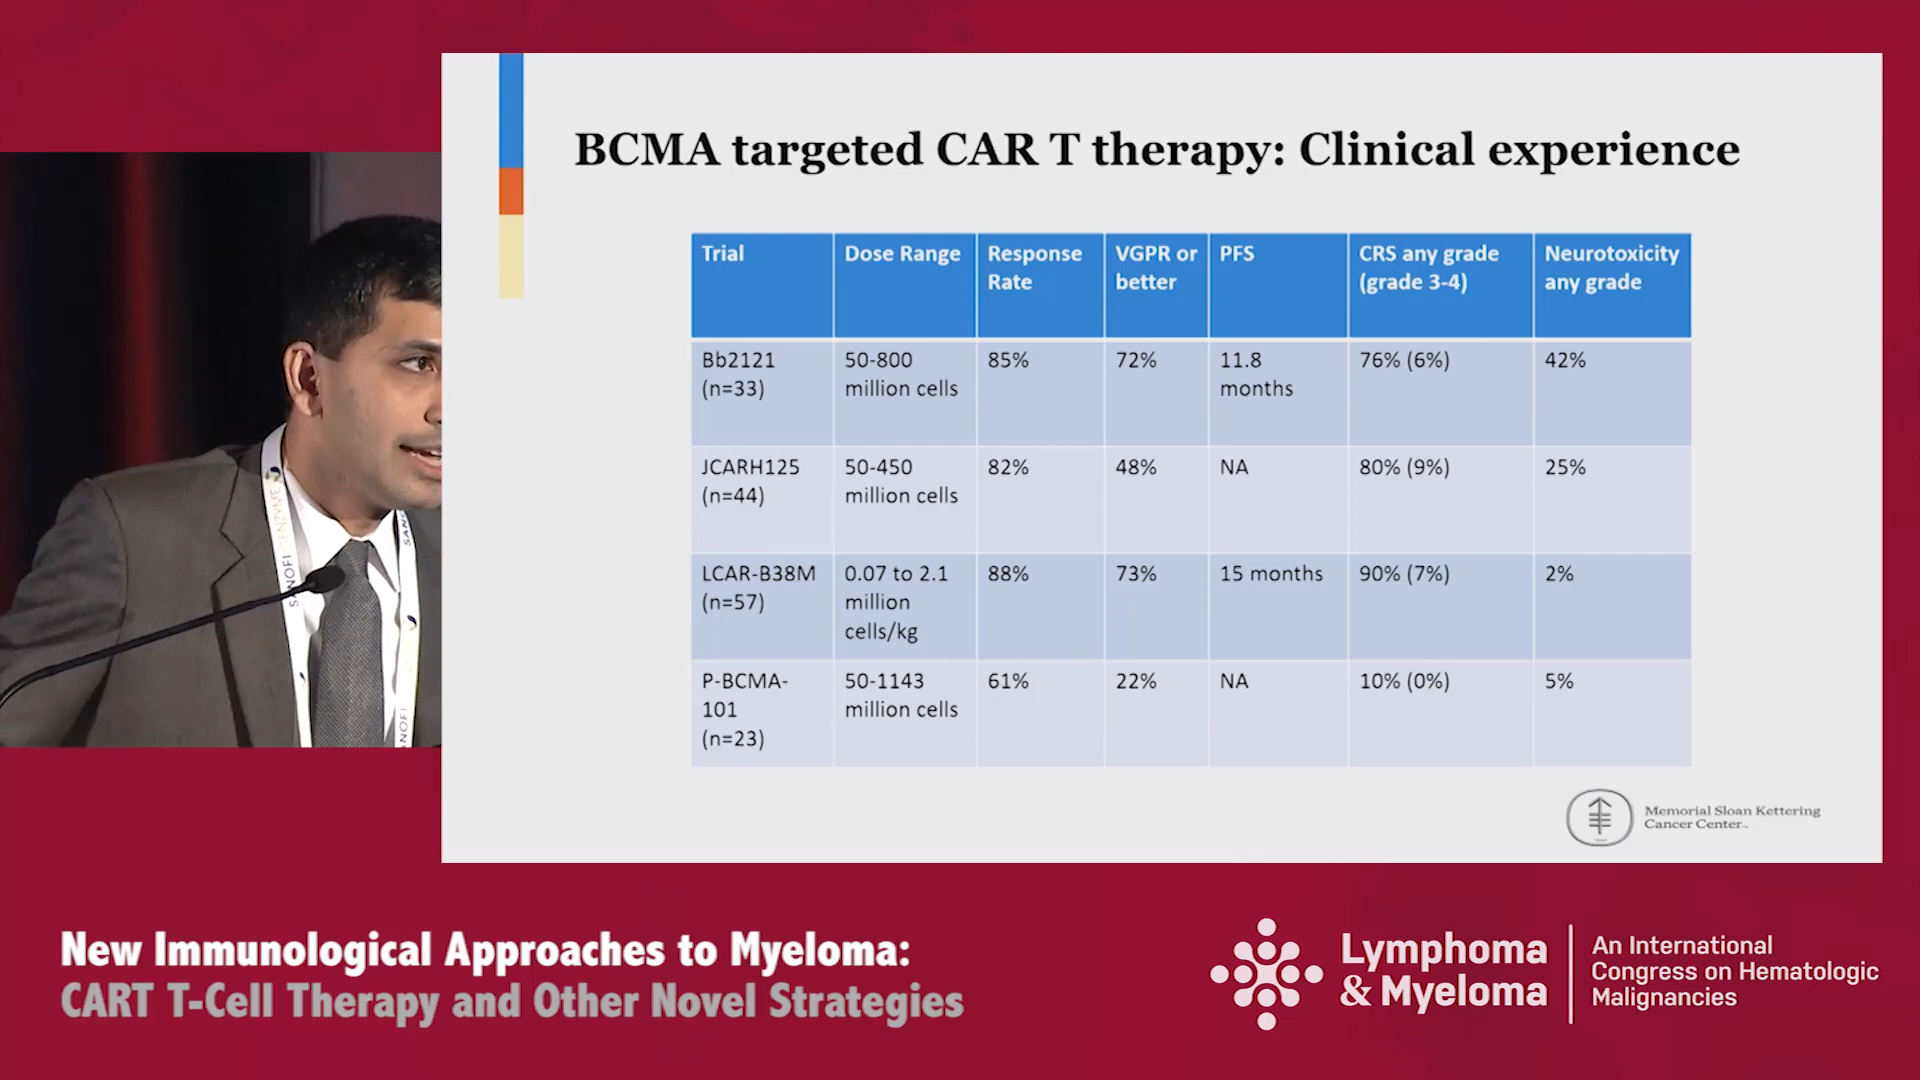 BCMA targeted CAR T therapy: Clinical experience
Trial
Dose Range
Response
Rate
VGPR or
better
PFS
CRS any grade
(grade 3-4)
Neurotoxicity
any grade
Bb2121
(n=33)
50-800
million cells
85%
72%
11.8
months
76% (6%)
42%
JCARH125
(n=44)
50-450
million cells
82%
48%
NA
80% (9%)
25%
LCAR-B38M
(n=57)
0.07 to 2.1
million
cells/kg
88%
73%
15 months
90% (7%)
2%
P-BCMA-
101
(n=23)
50-1143
million cells
61%
22%
NA
10% (0%)
5%
Memorial Sloan Kettering
Cancer Center
SANOFI GENZYME
SANO
ANOFI
New Immunological Approaches to Myeloma:
CART T-Cell Therapy and Other Novel Strategies
Lymphoma
& Myeloma
An International
Congress on Hematologic
Malignancies